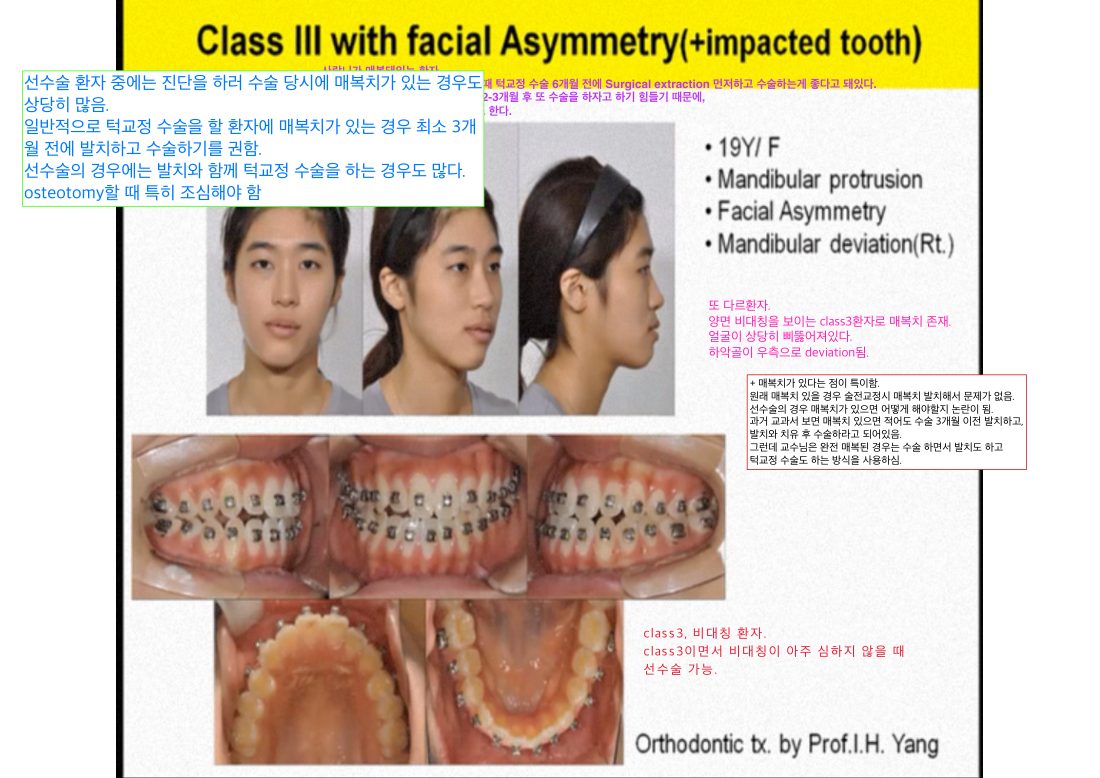 Class III with facial Asymmetry(+impacted tooth)
사랑니가 매복돼있는 환자
턱교정 수술 6개월 전에 Surgical extraction 먼저하고 수술하는게 좋다고 돼있다.
2-3개월 후 또 수술을 하자고 하기 힘들기 때문에,
한다.
선수술 환자 중에는 진단을 하러 수술 당시에 매복치가 있는 경우도
상당히 많음.
일반적으로 턱교정 수술을 할 환자에 매복치가 있는 경우 최소 3개
월 전에 발치하고 수술하기를 권함.
선수술의 경우에는 발치와 함께 턱교정 수술을 하는 경우도 많다.
osteotomy할 때 특히 조심해야 함
• 19Y/ F
• Mandibular protrusion
• Facial Asymmetry
• Mandibular deviation(Rt.)
또 다르환자.
양면 비대칭을 보이는 class3환자로 매복치 존재.
얼굴이 상당히 삐뚤어져있다.
하악골이 우측으로 deviation됨.
+ 매복치가 있다는 점이 특이함.
원래 매복치 있을 경우 술전교정시 매복치 발치해서 문제가 없음.
선수술의 경우 매복치가 있으면 어떻게 해야할지 논란이 됨.
과거 교과서 보면 매복치 있으면 적어도 수술 3개월 이전 발치하고,
발치와 치유 후 수술하라고 되어있음.
그런데 교수님은 완전 매복된 경우는 수술 하면서 발치도 하고
턱교정 수술도 하는 방식을 사용하심.
class3, 비대칭 환자.
class3이면서 비대칭이 아주 심하지 않을 때
선수술 가능.
Orthodontic tx. by Prof.I.H. Yang